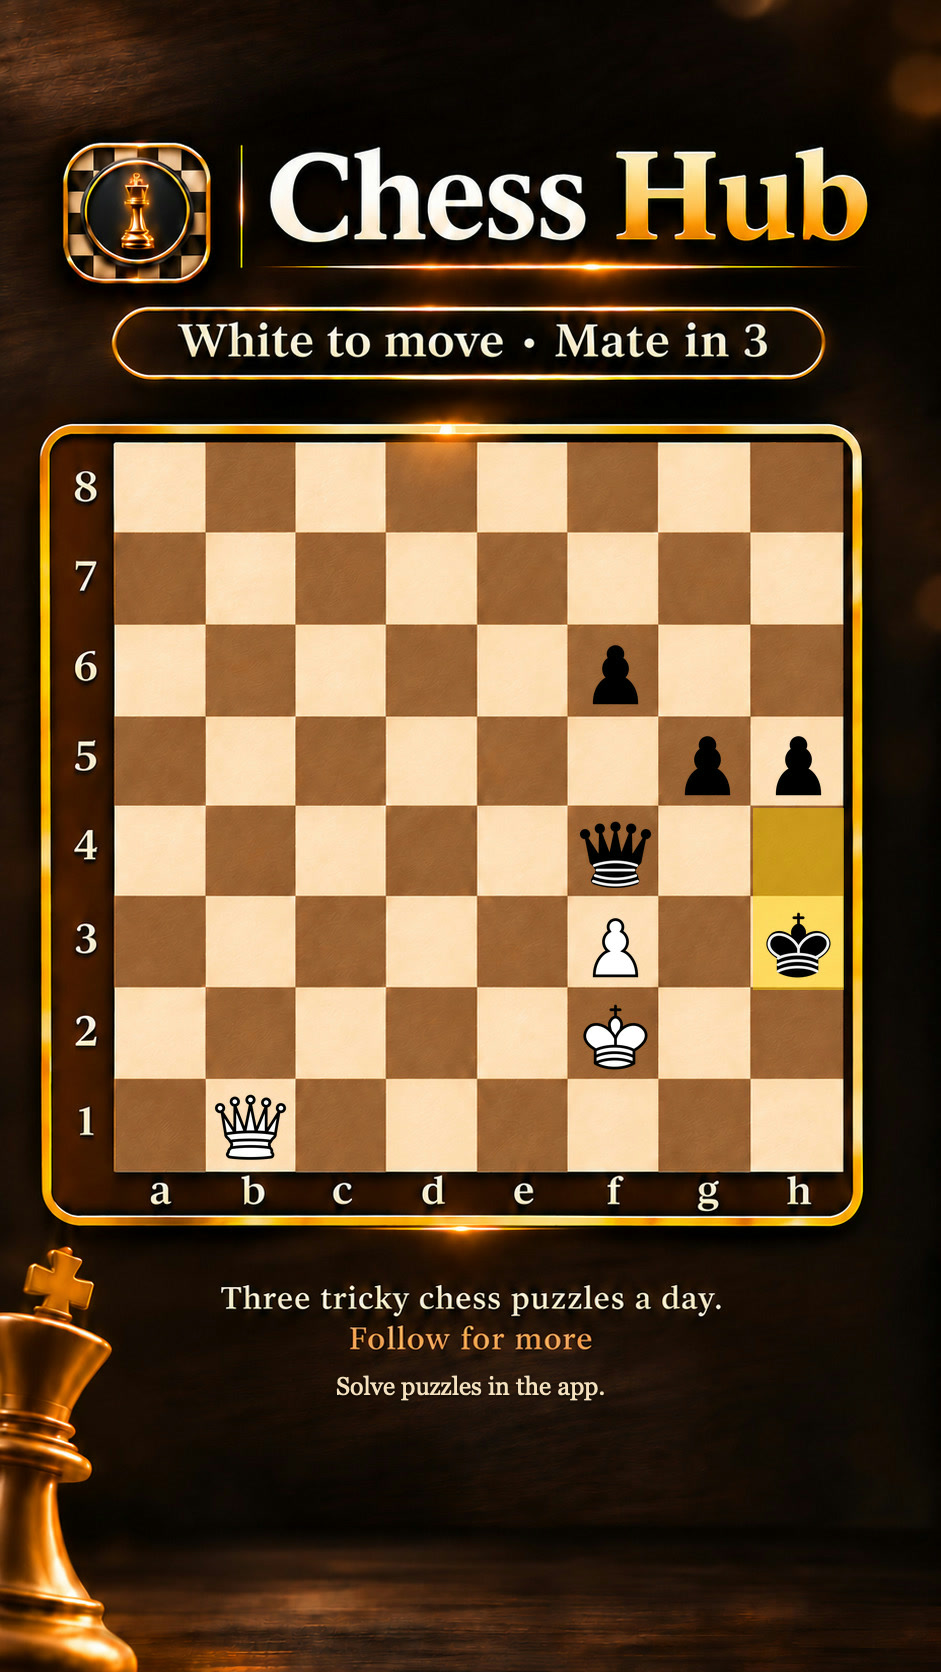 Chess Hub
White to move • Mate in 3
8
7
6
5
4
3
2
1
a b c d e f g h
Three tricky chess puzzles a day.
Follow for more
Solve puzzles in the app.